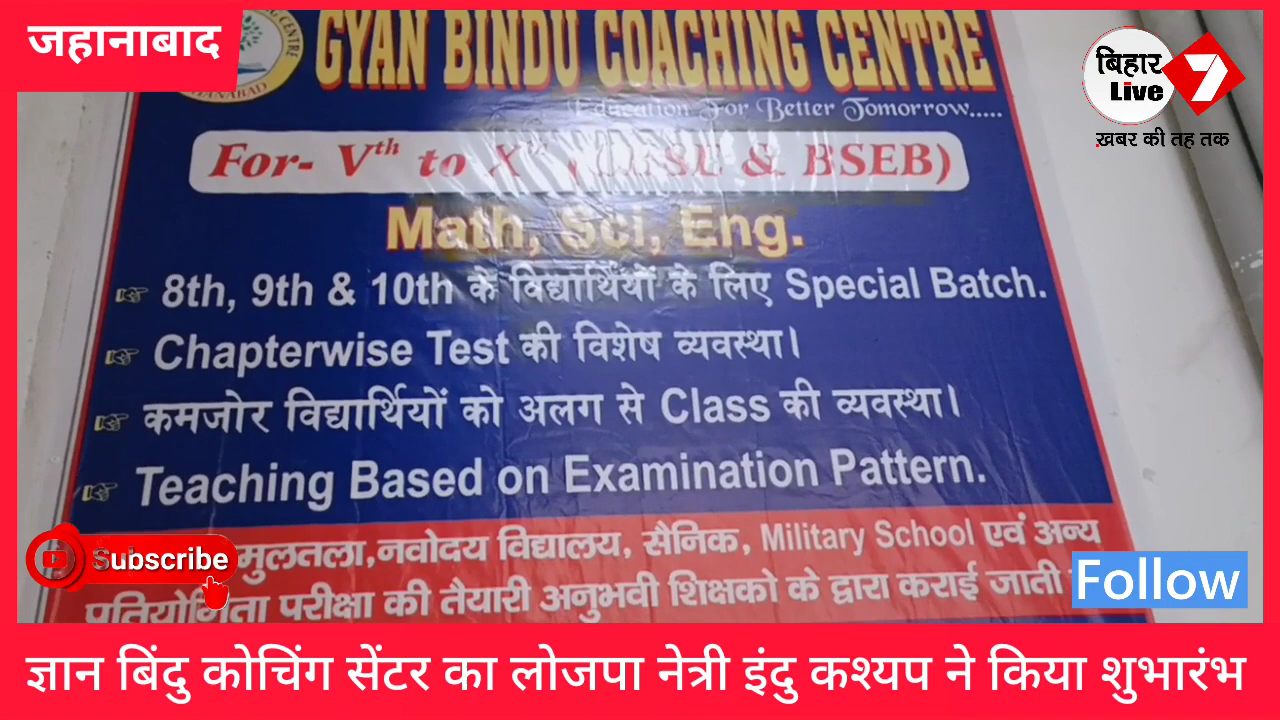 जहानाबाद
GYAN BINDU COACHING CENTRE
Education For Better Tomorrow.....
बिहार
Live 7
ख़बर की तह तक
For- Vth to Xth (CBSE & BSEB)
Math, Sci, Eng.
8th, 9th & 10th के विद्यार्थियों के लिए Special Batch.
Chapterwise Test की विशेष व्यवस्था।
कमजोर विद्यार्थियों को अलग से Class की व्यवस्था।
Teaching Based on Examination Pattern.
मुलतला,नवोदय विद्यालय, सैनिक, Military School एवं अन्य
Subscribe
प्रतियोगिता परीक्षा की तैयारी अनुभवी शिक्षको के द्वारा कराई जाती
Follow
ज्ञान बिंदु कोचिंग सेंटर का लोजपा नेत्री इंदु कश्यप ने किया शुभारंभ